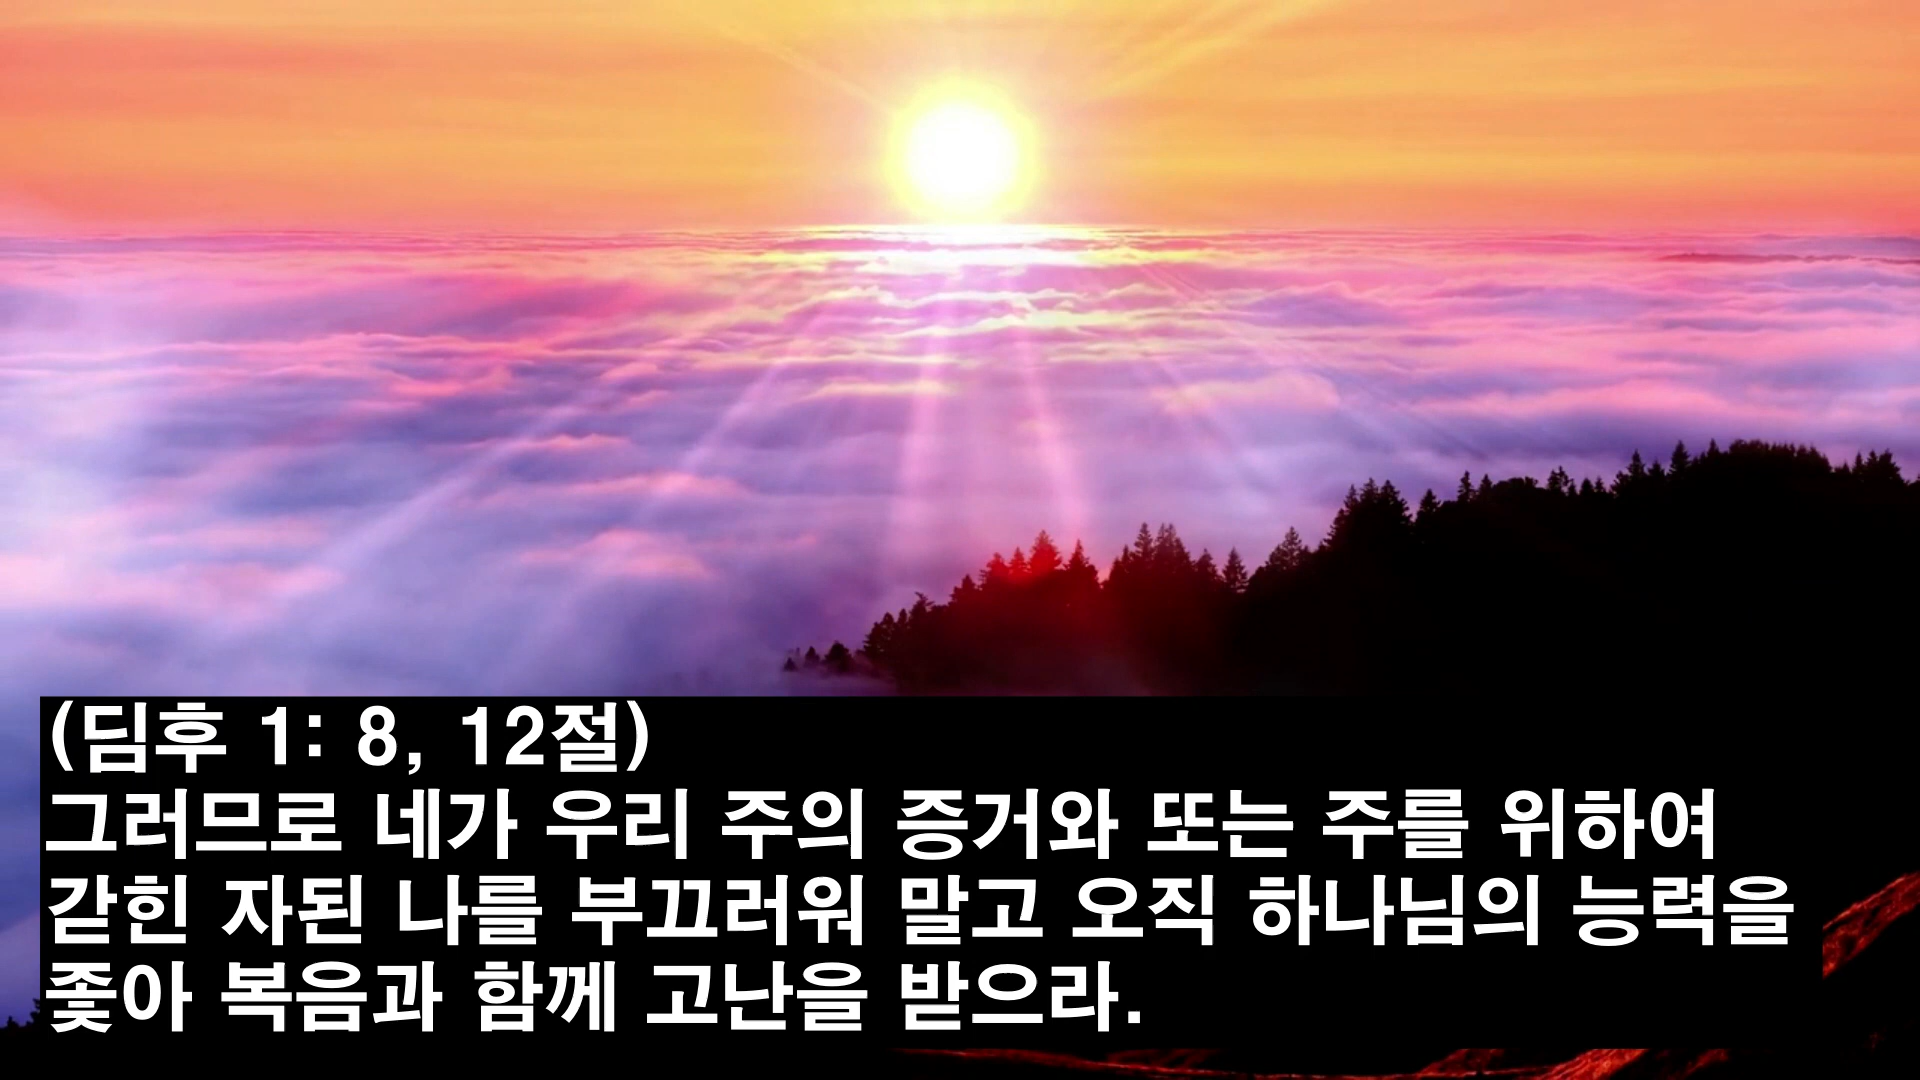 (딤후 1: 8, 12절)
그러므로 네가 우리 주의 증거와 또는 주를 위하여
갇힌 자된 나를 부끄러워 말고 오직 하나님의 능력을
좇아 복음과 함께 고난을 받으라.